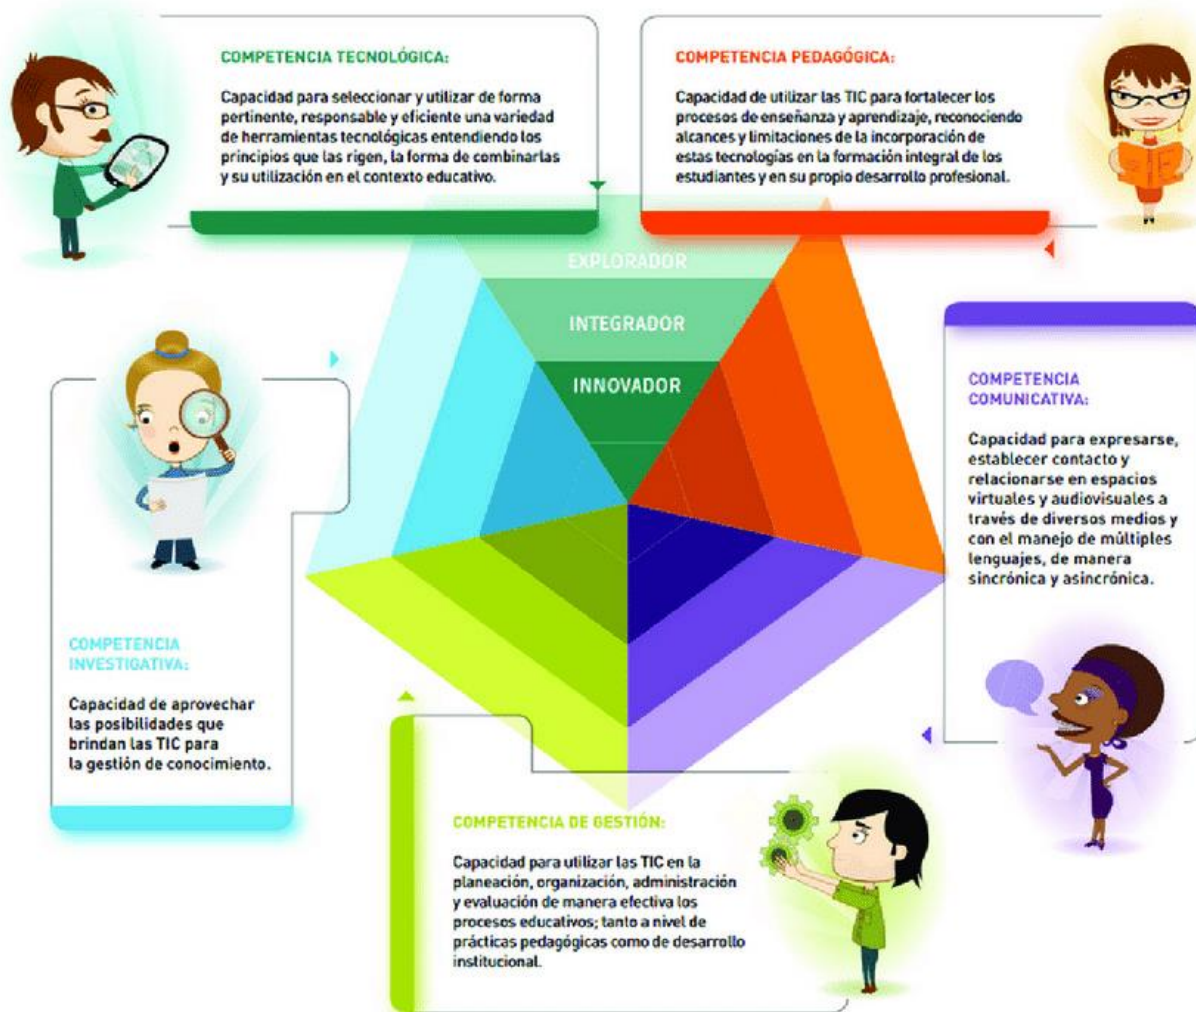 COMPETENCIA TECNOLÓGICA:
Capacidad para seleccionar y utilizar de forma
pertinente, responsable y eficiente una variedad
de herramientas tecnológicas entendiendo los
principios que las rigen, la forma de combinarlas
y su utilización en el contexto educativo.
COMPETENCIA PEDAGÓGICA:
Capacidad de utilizar las TIC para fortalecer los
procesos de enseñanza y aprendizaje, reconociendo
alcances y limitaciones de la incorporación de
estas tecnologías en la formación integral de los
estudiantes y en su propio desarrollo profesional.
EXPLORADOR
INTEGRADOR
INNOVADOR
COMPETENCIA
COMUNICATIVA:
Capacidad para expresarse,
establecer contacto y
relacionarse en espacios
virtuales y audiovisuales a
través de diversos medios y
con el manejo de múltiples
lenguajes, de manera
sincrónica y asincrónica.
COMPETENCIA
INVESTIGATIVA:
Capacidad de aprovechar
las posibilidades que
brindan las TIC para
la gestión de conocimiento.
COMPETENCIA DE GESTIÓN:
Capacidad para utilizar las TIC en la
planeación, organización, administración
y evaluación de manera efectiva los
procesos educativos; tanto a nivel de
prácticas pedagógicas como de desarrollo
institucional.